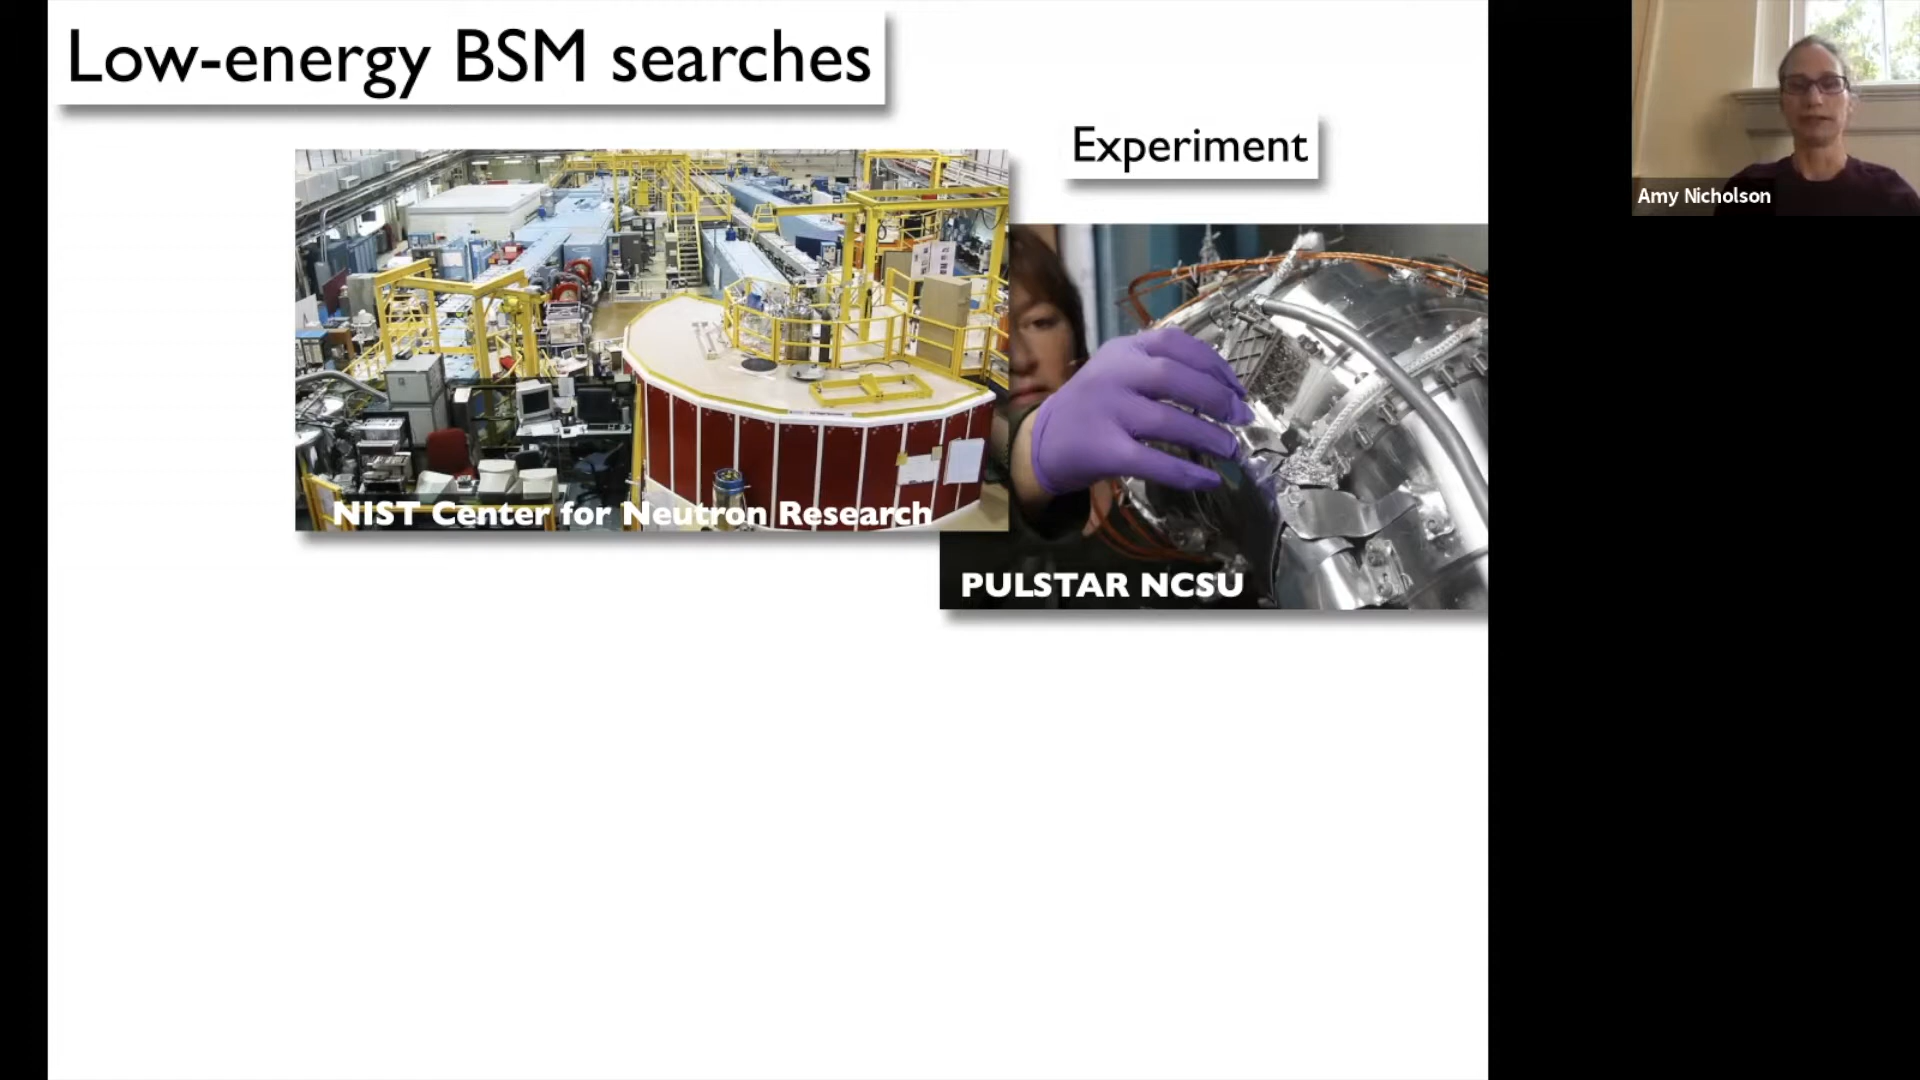 Low-energy BSM searches
Experiment
NIST Center for Neutron Research
PULSTAR NCSU
Amy Nicholson